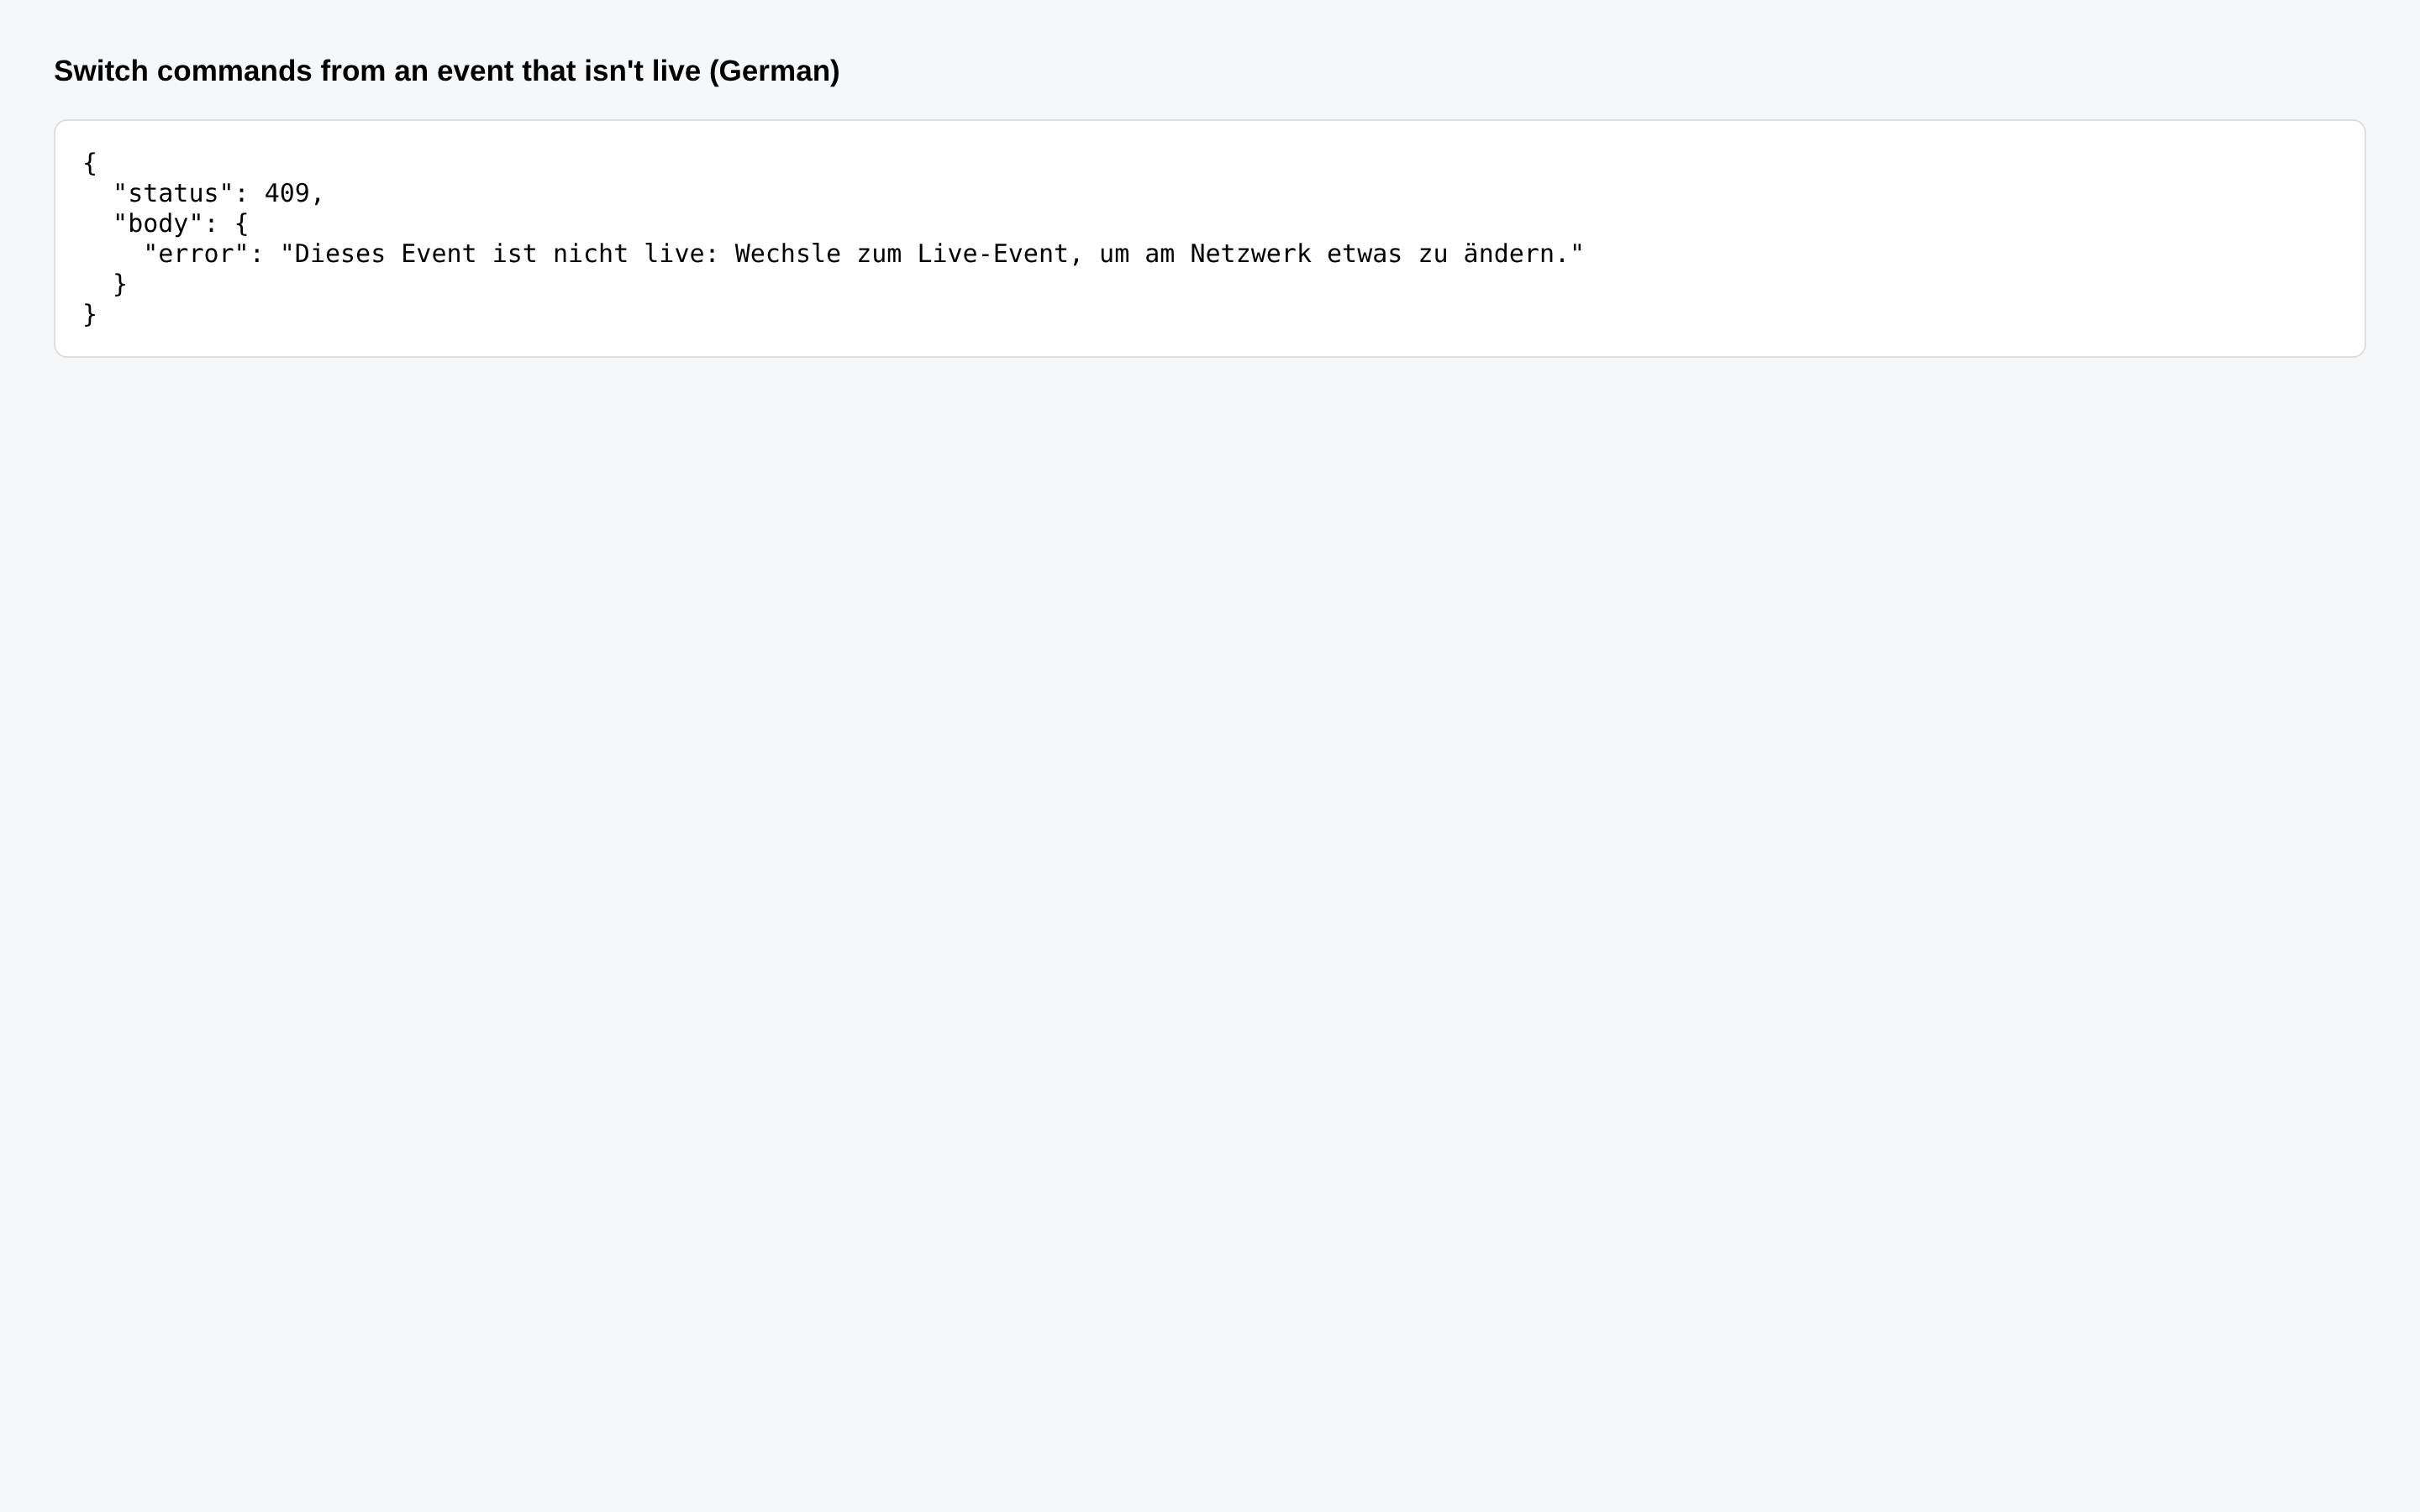 Switch commands from an event that isn't live (German)
{
  "status": 409,
  "body": {
    "error": "Dieses Event ist nicht live: Wechsle zum Live-Event, um am Netzwerk etwas zu ändern."
  }
}